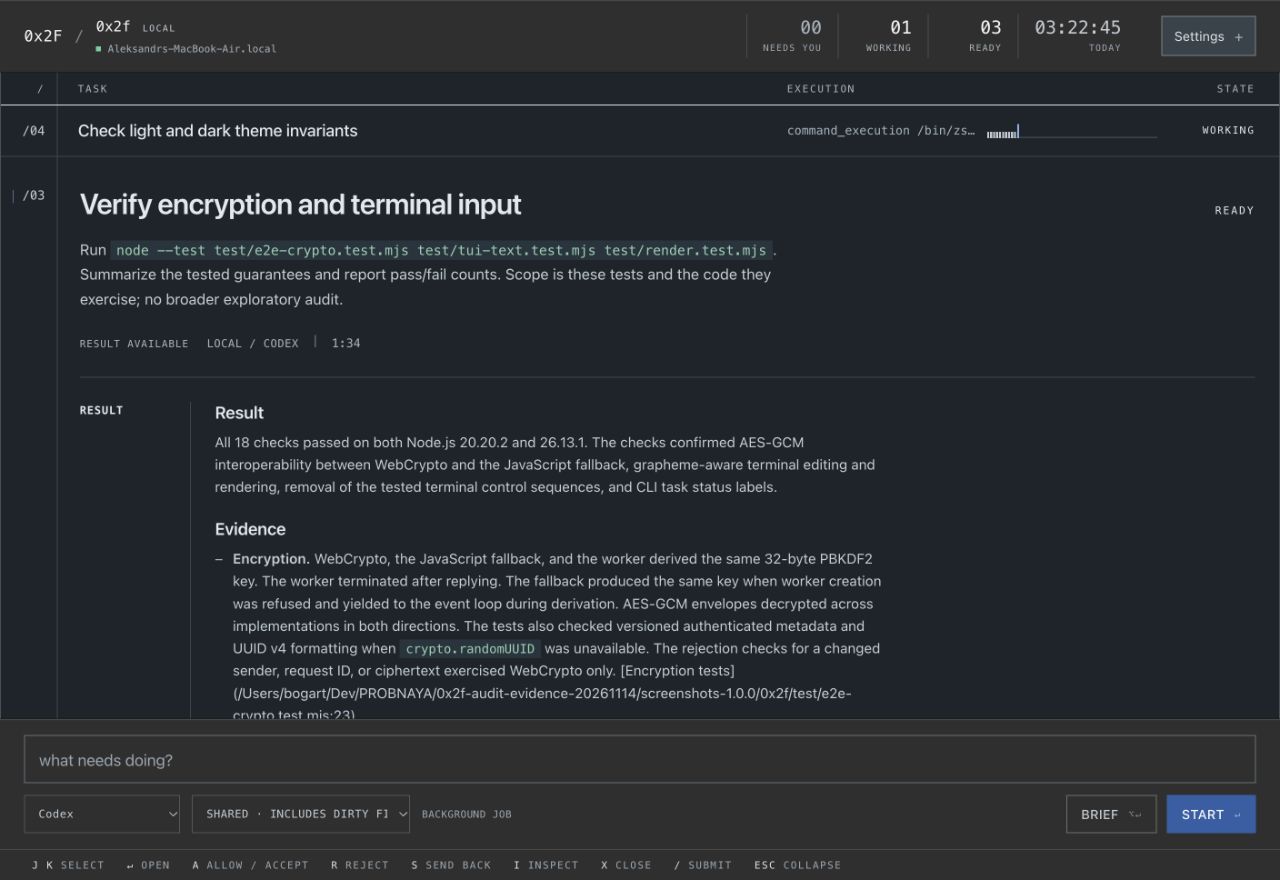 0x2F / 0x2f LOCAL
Aleksandrs-MacBook-Air.local
00 NEEDS YOU
01 WORKING
03 READY
03:22:45 TODAY
Settings +
/ TASK EXECUTION STATE
/04 Check light and dark theme invariants command_execution /bin/zs… WORKING
/03 Verify encryption and terminal input READY
Run node --test test/e2e-crypto.test.mjs test/tui-text.test.mjs test/render.test.mjs .
Summarize the tested guarantees and report pass/fail counts. Scope is these tests and the code they
exercise; no broader exploratory audit.
RESULT AVAILABLE LOCAL / CODEX | 1:34
RESULT
Result
All 18 checks passed on both Node.js 20.20.2 and 26.13.1. The checks confirmed AES-GCM
interoperability between WebCrypto and the JavaScript fallback, grapheme-aware terminal editing and
rendering, removal of the tested terminal control sequences, and CLI task status labels.
Evidence
– Encryption. WebCrypto, the JavaScript fallback, and the worker derived the same 32-byte PBKDF2
key. The worker terminated after replying. The fallback produced the same key when worker creation
was refused and yielded to the event loop during derivation. AES-GCM envelopes decrypted across
implementations in both directions. The tests also checked versioned authenticated metadata and
UUID v4 formatting when crypto.randomUUID was unavailable. The rejection checks for a changed
sender, request ID, or ciphertext exercised WebCrypto only. [Encryption tests]
(/Users/bogart/Dev/PROBNAYA/0x2f-audit-evidence-20261114/screenshots-1.0.0/0x2f/test/e2e-
crypto.test.mjs:23)
what needs doing?
Codex
SHARED · INCLUDES DIRTY FI
BACKGROUND JOB
BRIEF ⌥↵
START ↵
J K SELECT ↵ OPEN A ALLOW / ACCEPT R REJECT S SEND BACK I INSPECT X CLOSE / SUBMIT ESC COLLAPSE